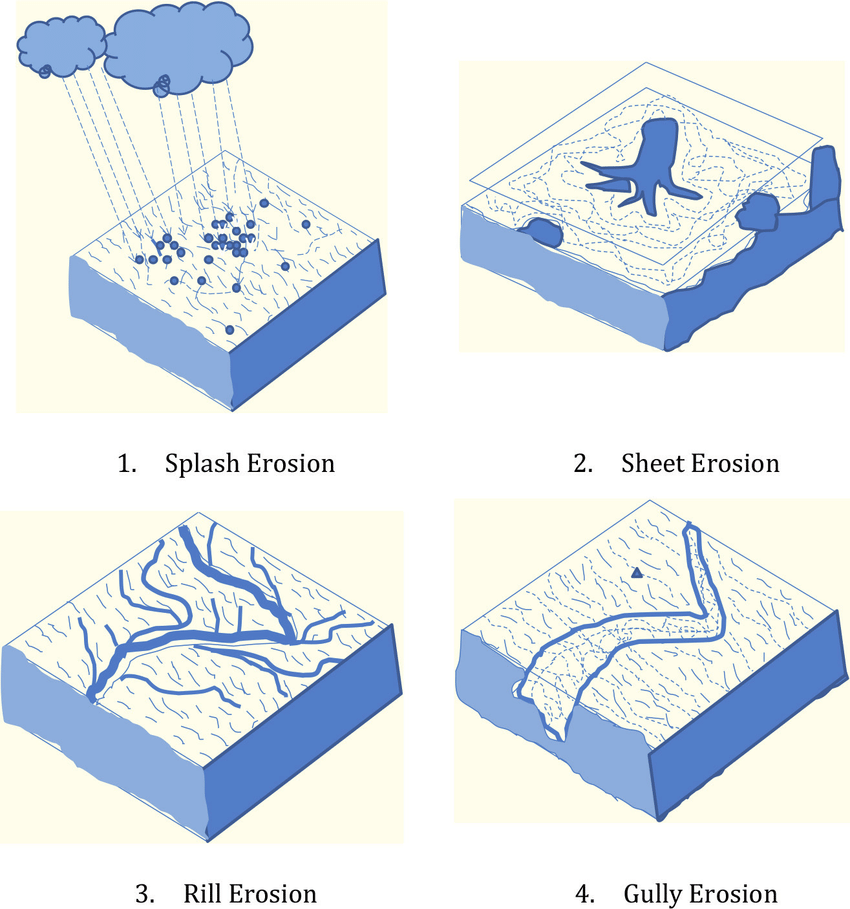 1. Splash Erosion
2. Sheet Erosion
3. Rill Erosion
4. Gully Erosion